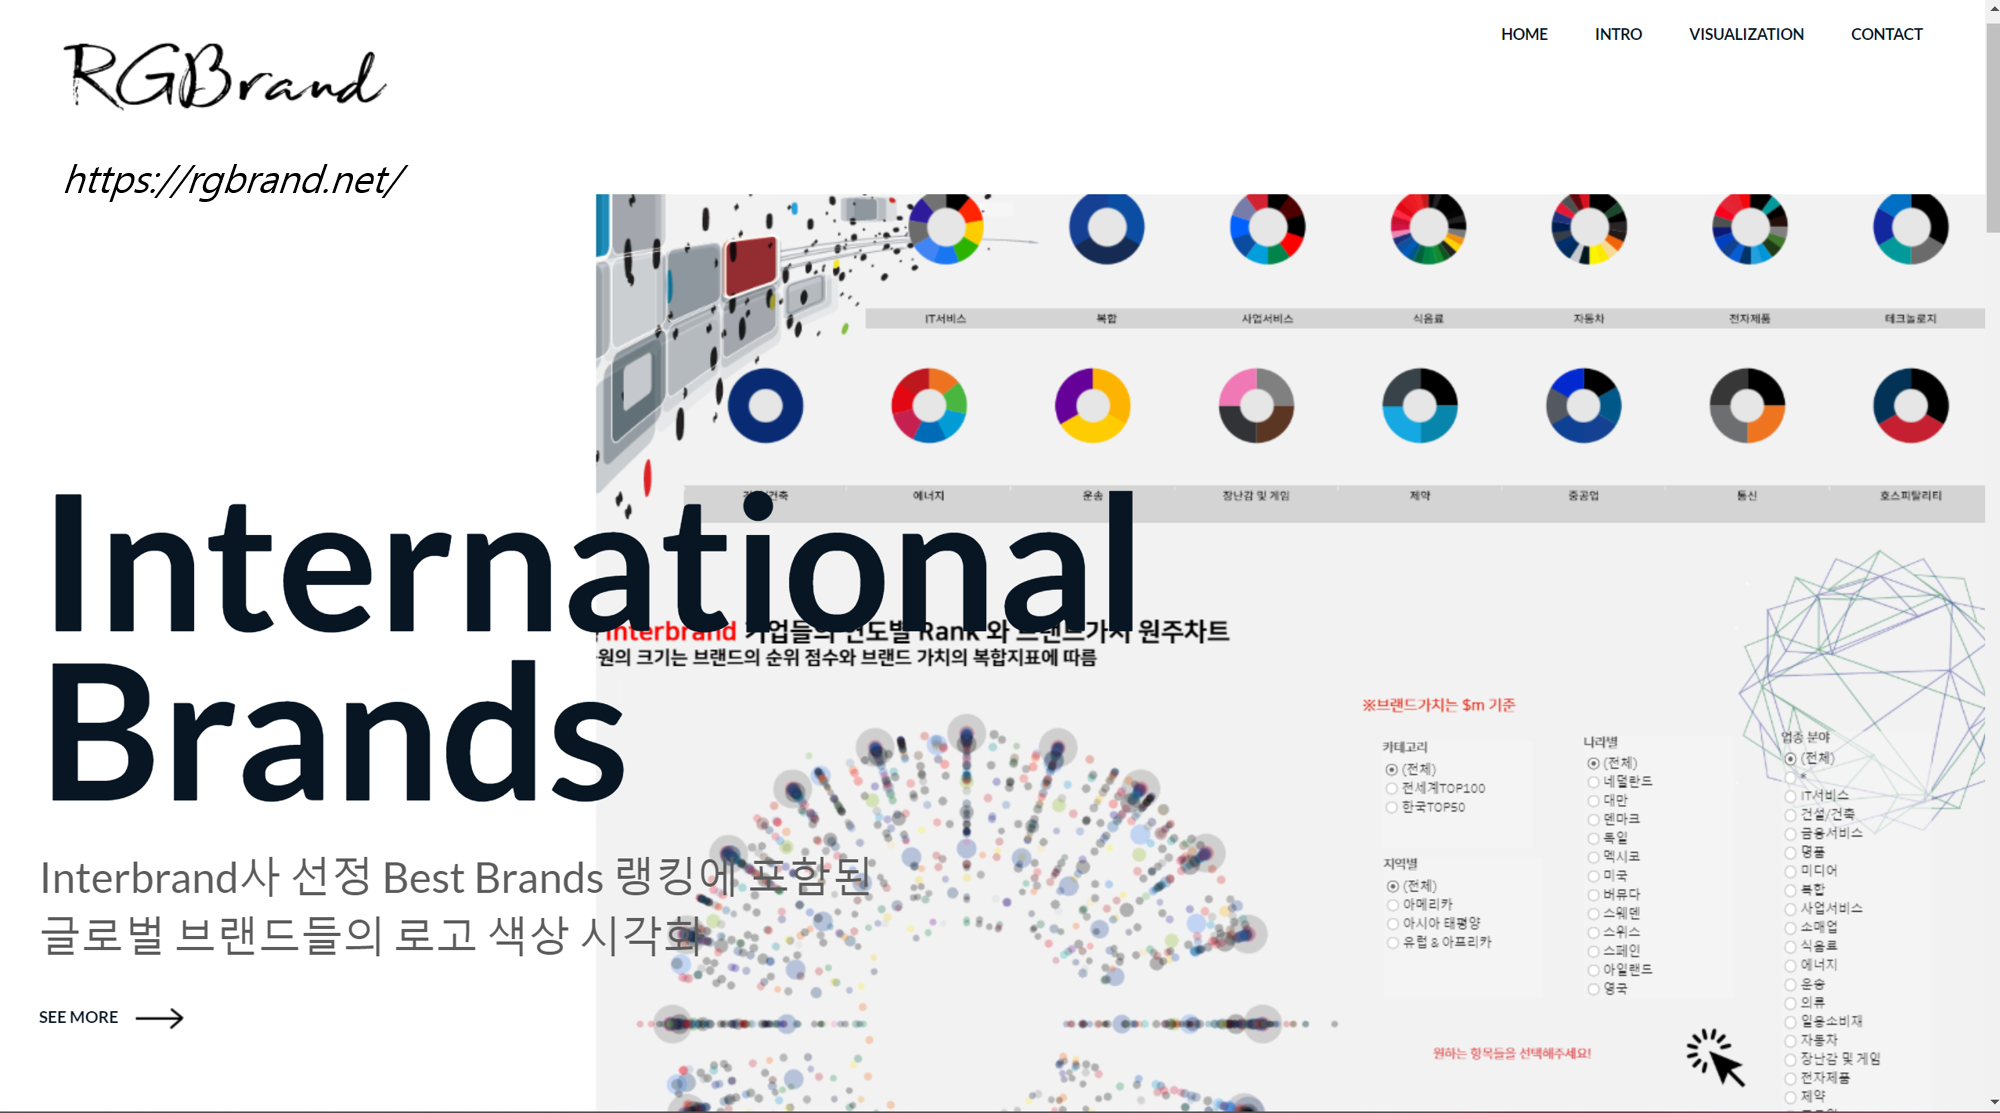 RGBrand
HOME INTRO VISUALIZATION CONTACT
https://rgbrand.net/
IT서비스 복합 사업서비스 식음료 자동차 전자제품 테크놀로지
에너지 운송 장난감 및 게임 제약 중공업 통신 호스피탈리티
International
Brands
Interbrand 기업들의 연도별 Rank 와 브랜드가치 원주차트
원의 크기는 브랜드의 순위 점수와 브랜드 가치의 복합지표에 따름
Interbrand사 선정 Best Brands 랭킹에 포함된
글로벌 브랜드들의 로고 색상 시각화
SEE MORE
※브랜드가치는 $m 기준
카테고리
(전체)
전세계TOP100
한국TOP50
지역별
(전체)
아메리카
아시아 태평양
유럽 & 아프리카
나라별
(전체)
네덜란드
대만
덴마크
독일
멕시코
미국
버뮤다
스웨덴
스위스
스페인
아일랜드
영국
업종 분야
(전체)
*
IT서비스
건설/건축
금융서비스
명품
미디어
복합
사업서비스
소매업
식음료
에너지
운송
의류
일용소비재
자동차
장난감 및 게임
전자제품
제약
원하는 항목들을 선택해주세요!